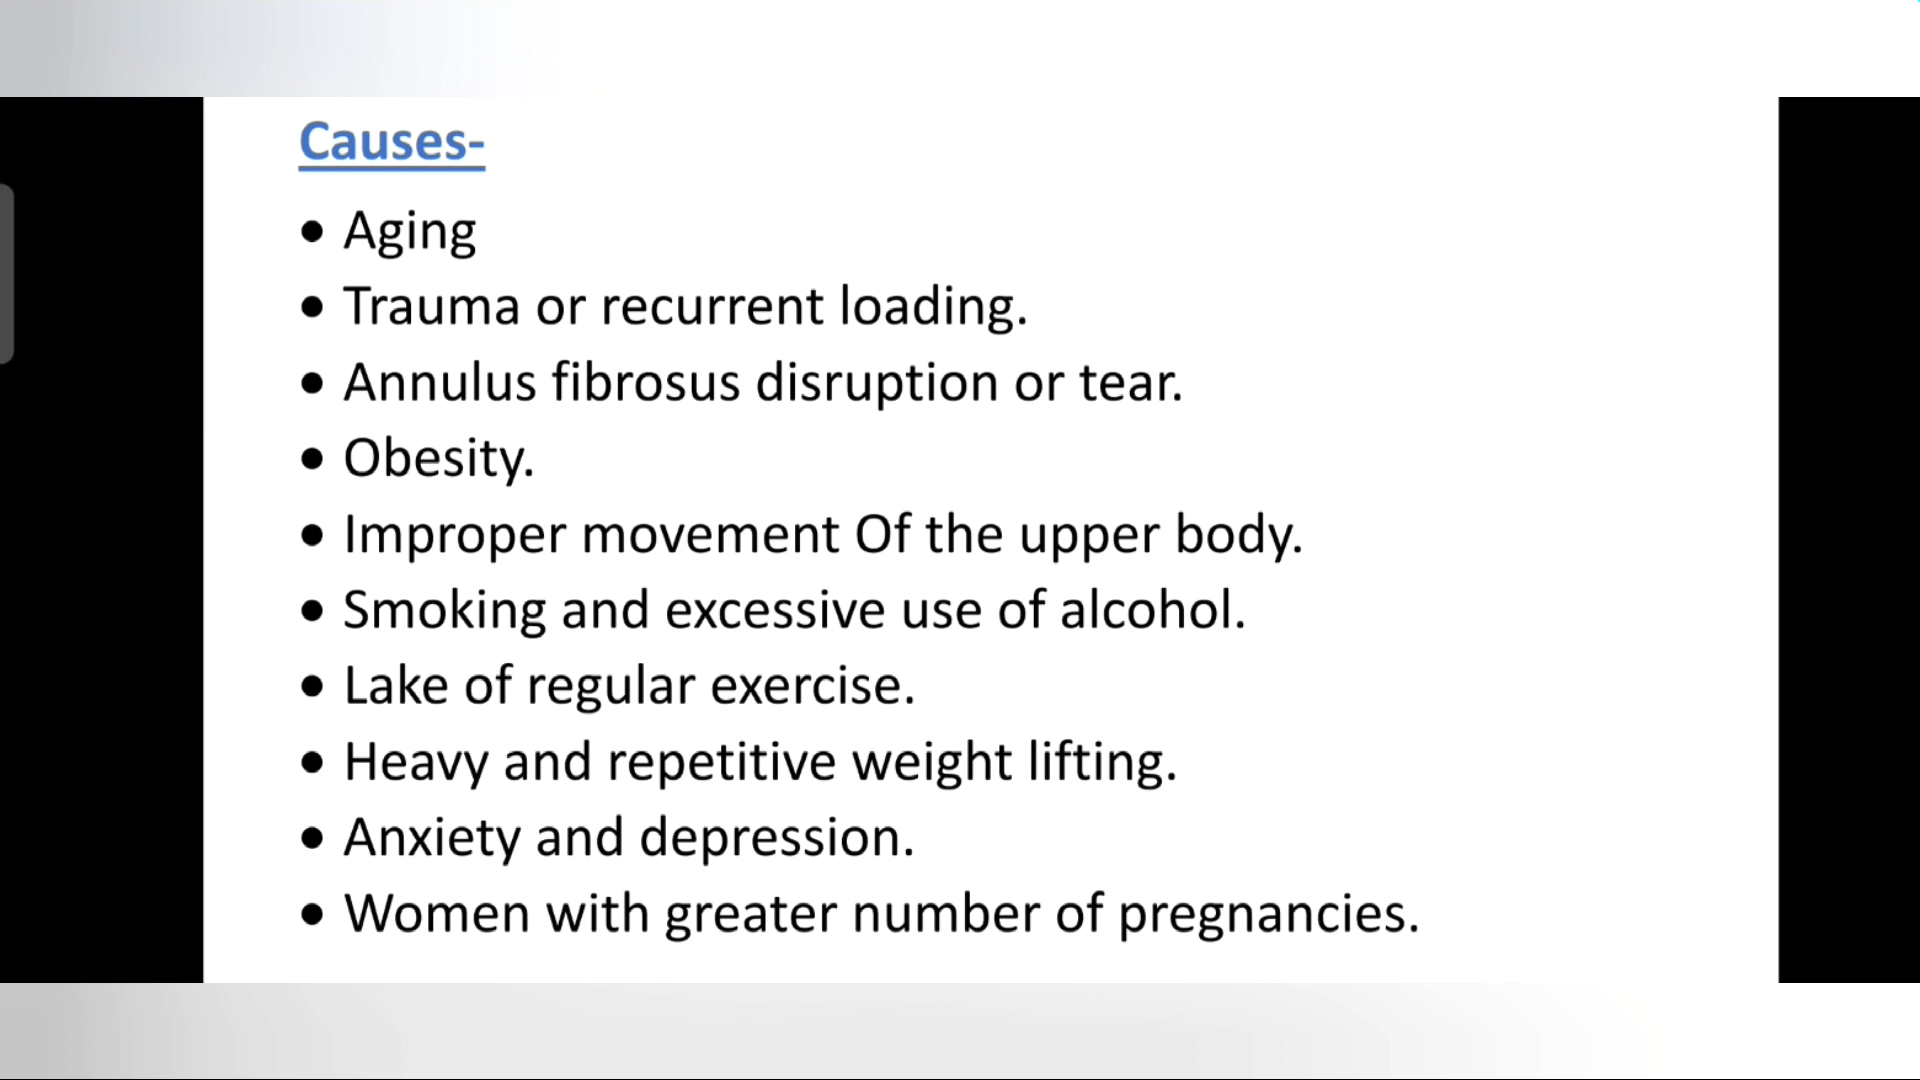 Causes-
• Aging
• Trauma or recurrent loading.
• Annulus fibrosus disruption or tear.
• Obesity.
• Improper movement Of the upper body.
• Smoking and excessive use of alcohol.
• Lake of regular exercise.
• Heavy and repetitive weight lifting.
• Anxiety and depression.
• Women with greater number of pregnancies.